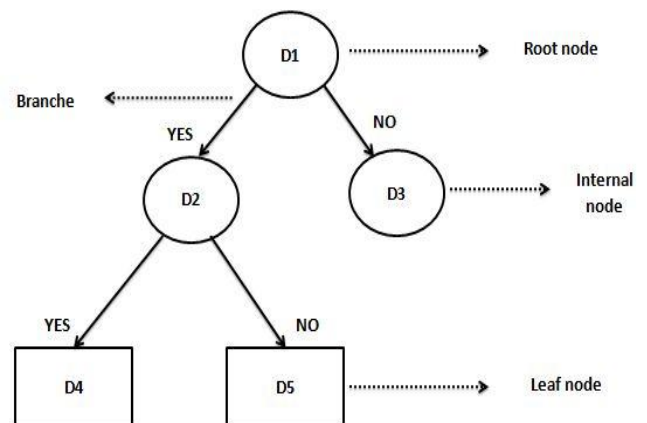 D1
Root node
Branche
YES
NO
D2
D3
Internal
node
YES
NO
D4
D5
Leaf node